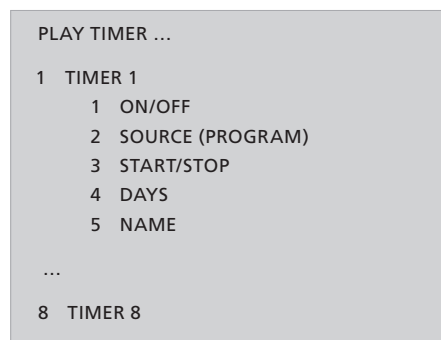 PLAY TIMER …
1 TIMER 1
1 ON/OFF
2 SOURCE (PROGRAM)
3 START/STOP
4 DAYS
5 NAME
…
8 TIMER 8